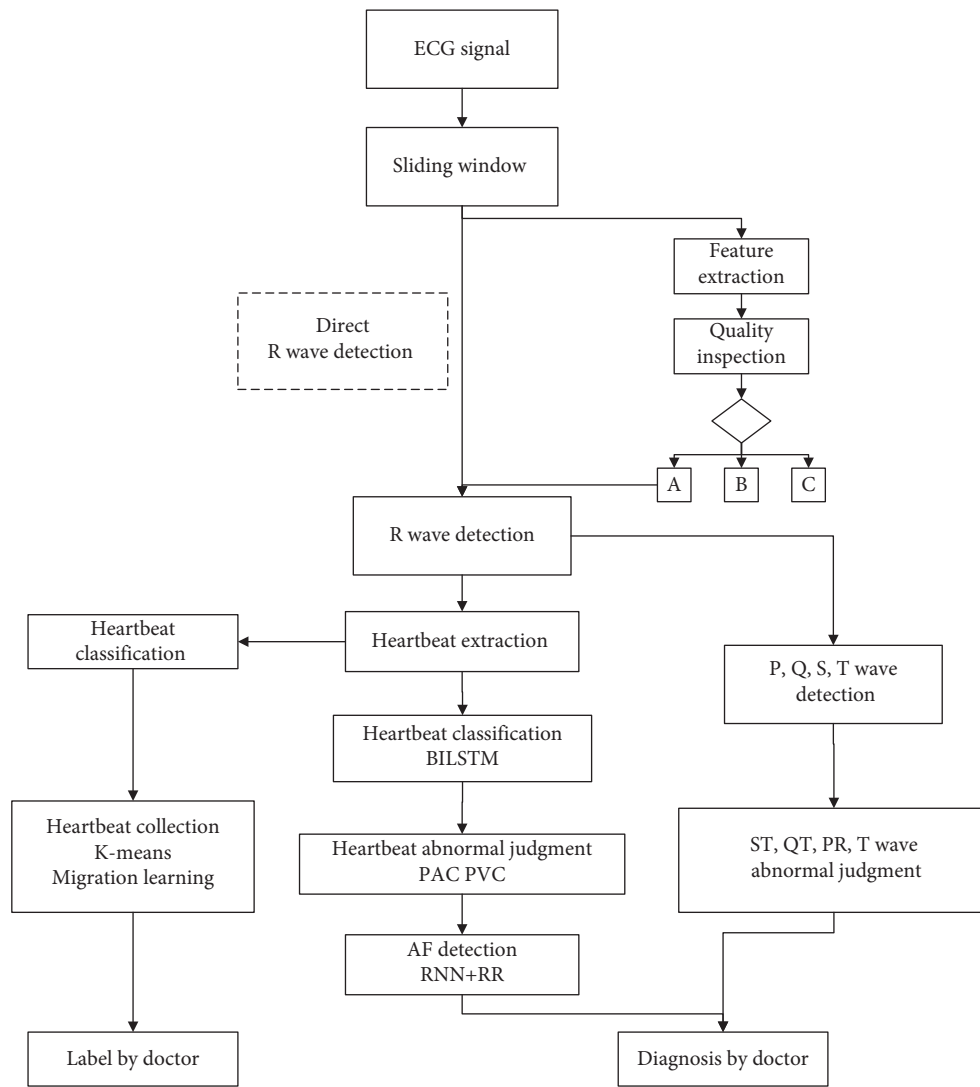 ECG signal
Sliding window
Feature
extraction
Direct
R wave detection
Quality
inspection
A
B
C
R wave detection
Heartbeat
classification
Heartbeat extraction
P, Q, S, T wave
detection
Heartbeat classification
BILSTM
Heartbeat collection
K-means
Migration learning
Heartbeat abnormal judgment
PAC PVC
ST, QT, PR, T wave
abnormal judgment
AF detection
RNN+RR
Label by doctor
Diagnosis by doctor